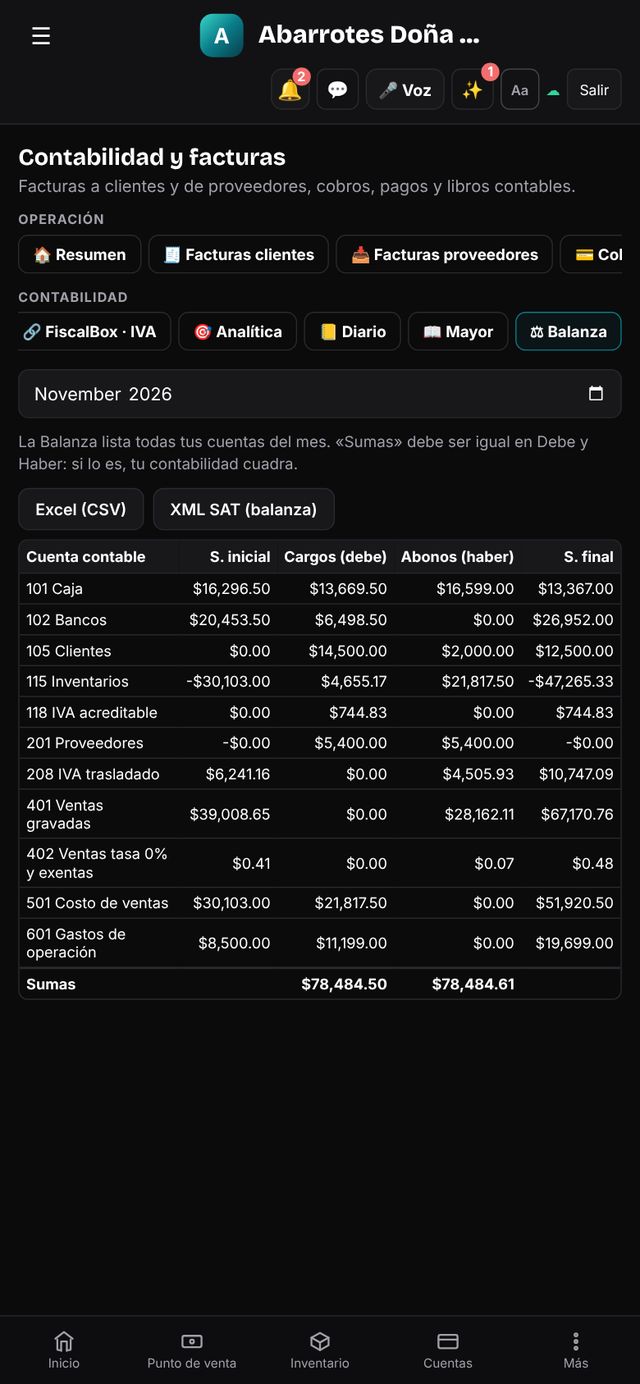 ☰ A Abarrotes Doña ...
🔔 2 💬 🎤 Voz ✨ 1 Aa ☁ Salir
Contabilidad y facturas
Facturas a clientes y de proveedores, cobros, pagos y libros contables.
OPERACIÓN
🏠 Resumen 🧾 Facturas clientes 📥 Facturas proveedores 💳 Col
CONTABILIDAD
🔗 FiscalBox · IVA 🎯 Analítica 📒 Diario 📖 Mayor ⚖ Balanza
November 2026
La Balanza lista todas tus cuentas del mes. «Sumas» debe ser igual en Debe y
Haber: si lo es, tu contabilidad cuadra.
Excel (CSV) XML SAT (balanza)
Cuenta contable S. inicial Cargos (debe) Abonos (haber) S. final
101 Caja $16,296.50 $13,669.50 $16,599.00 $13,367.00
102 Bancos $20,453.50 $6,498.50 $0.00 $26,952.00
105 Clientes $0.00 $14,500.00 $2,000.00 $12,500.00
115 Inventarios -$30,103.00 $4,655.17 $21,817.50 -$47,265.33
118 IVA acreditable $0.00 $744.83 $0.00 $744.83
201 Proveedores -$0.00 $5,400.00 $5,400.00 -$0.00
208 IVA trasladado $6,241.16 $0.00 $4,505.93 $10,747.09
401 Ventas
gravadas $39,008.65 $0.00 $28,162.11 $67,170.76
402 Ventas tasa 0%
y exentas $0.41 $0.00 $0.07 $0.48
501 Costo de ventas $30,103.00 $21,817.50 $0.00 $51,920.50
601 Gastos de
operación $8,500.00 $11,199.00 $0.00 $19,699.00
Sumas $78,484.50 $78,484.61
Inicio Punto de venta Inventario Cuentas Más